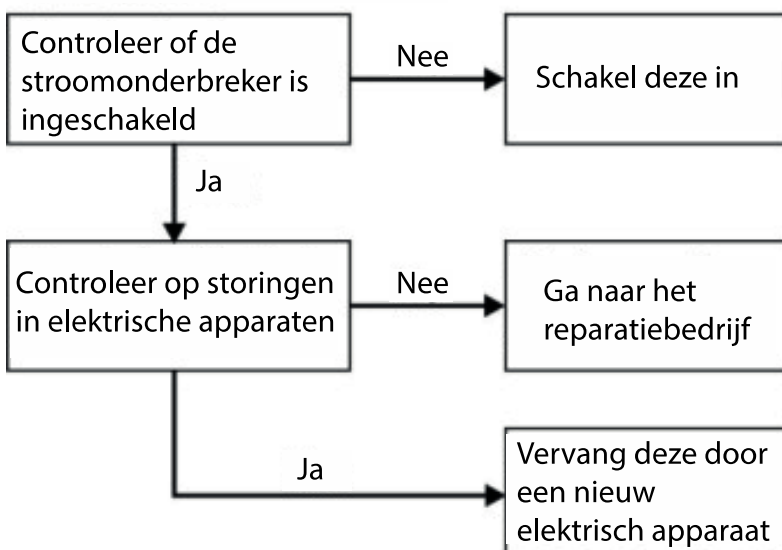 Controleer of de
stroomonderbreker is
ingeschakeld
Nee
Schakel deze in
Ja
Controleer op storingen
in elektrische apparaten
Nee
Ga naar het
reparatiebedrijf
Ja
Vervang deze door
een nieuw
elektrisch apparaat